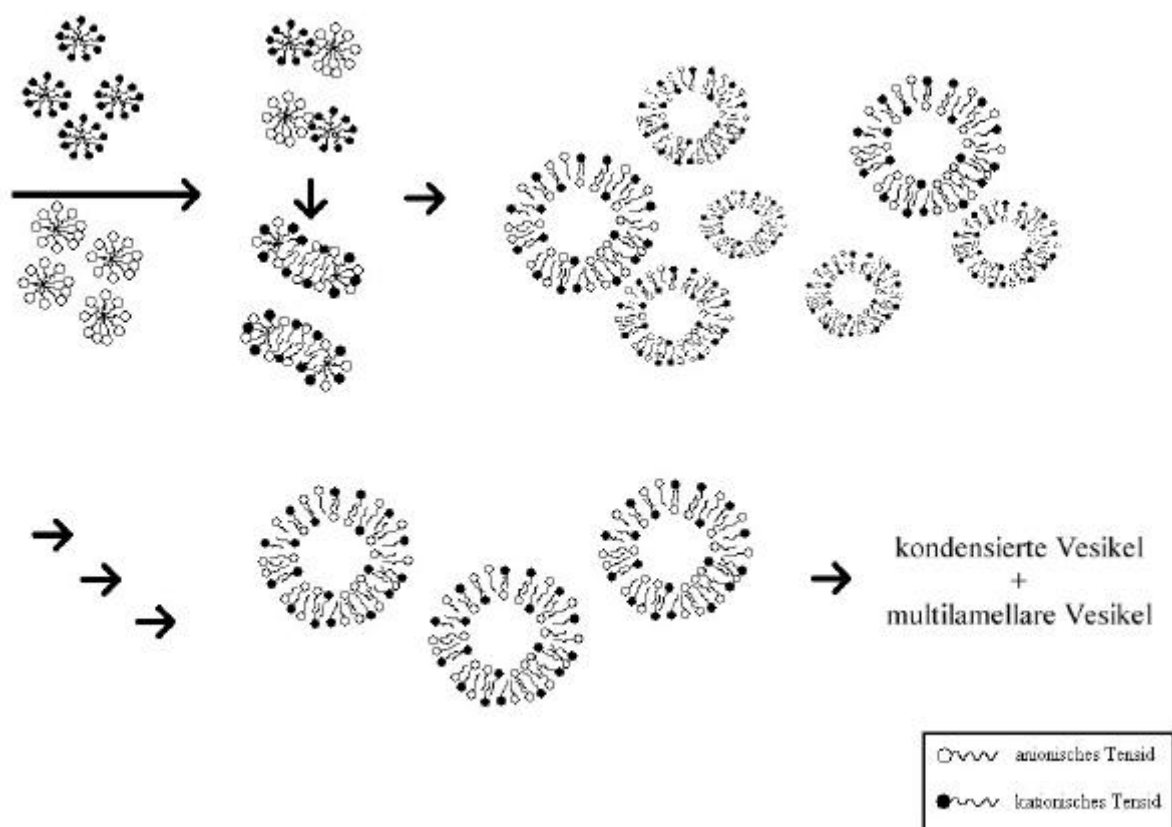 kondensierte Vesikel
+
multilamellare Vesikel
anionisches Tensid
kationisches Tensid